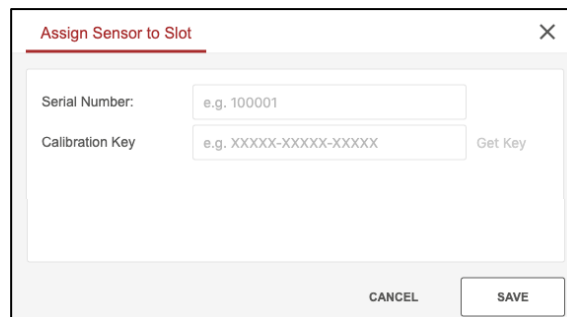 Assign Sensor to Slot
Serial Number: e.g. 100001
Calibration Key e.g. XXXXX-XXXXX-XXXXX Get Key
CANCEL SAVE